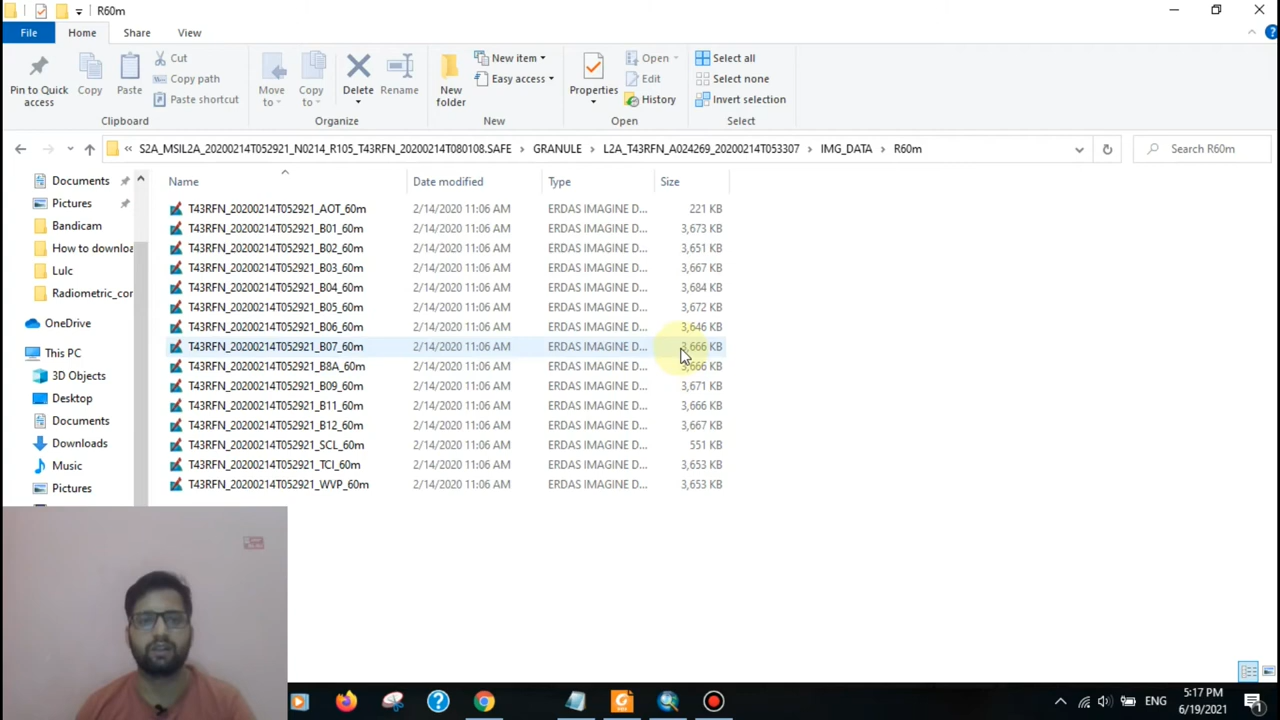 R60m
File Home Share View
Pin to Quick access
Copy
Paste
Cut
Copy path
Paste shortcut
Clipboard
Move to
Copy to
Delete
Rename
Organize
New folder
New item
Easy access
New
Properties
Open
Edit
History
Open
Select all
Select none
Invert selection
Select
« S2A_MSIL2A_20200214T052921_N0214_R105_T43RFN_20200214T080108.SAFE > GRANULE > L2A_T43RFN_A024269_20200214T053307 > IMG_DATA > R60m
Search R60m
Documents
Pictures
Bandicam
How to downloa
Lulc
Radiometric_cor
OneDrive
This PC
3D Objects
Desktop
Documents
Downloads
Music
Pictures
Name Date modified Type Size
T43RFN_20200214T052921_AOT_60m 2/14/2020 11:06 AM ERDAS IMAGINE D... 221 KB
T43RFN_20200214T052921_B01_60m 2/14/2020 11:06 AM ERDAS IMAGINE D... 3,673 KB
T43RFN_20200214T052921_B02_60m 2/14/2020 11:06 AM ERDAS IMAGINE D... 3,651 KB
T43RFN_20200214T052921_B03_60m 2/14/2020 11:06 AM ERDAS IMAGINE D... 3,667 KB
T43RFN_20200214T052921_B04_60m 2/14/2020 11:06 AM ERDAS IMAGINE D... 3,684 KB
T43RFN_20200214T052921_B05_60m 2/14/2020 11:06 AM ERDAS IMAGINE D... 3,672 KB
T43RFN_20200214T052921_B06_60m 2/14/2020 11:06 AM ERDAS IMAGINE D... 3,646 KB
T43RFN_20200214T052921_B07_60m 2/14/2020 11:06 AM ERDAS IMAGINE D... 3,666 KB
T43RFN_20200214T052921_B8A_60m 2/14/2020 11:06 AM ERDAS IMAGINE D... 3,666 KB
T43RFN_20200214T052921_B09_60m 2/14/2020 11:06 AM ERDAS IMAGINE D... 3,671 KB
T43RFN_20200214T052921_B11_60m 2/14/2020 11:06 AM ERDAS IMAGINE D... 3,666 KB
T43RFN_20200214T052921_B12_60m 2/14/2020 11:06 AM ERDAS IMAGINE D... 3,667 KB
T43RFN_20200214T052921_SCL_60m 2/14/2020 11:06 AM ERDAS IMAGINE D... 551 KB
T43RFN_20200214T052921_TCI_60m 2/14/2020 11:06 AM ERDAS IMAGINE D... 3,653 KB
T43RFN_20200214T052921_WVP_60m 2/14/2020 11:06 AM ERDAS IMAGINE D... 3,653 KB
ENG
5:17 PM
6/19/2021
1